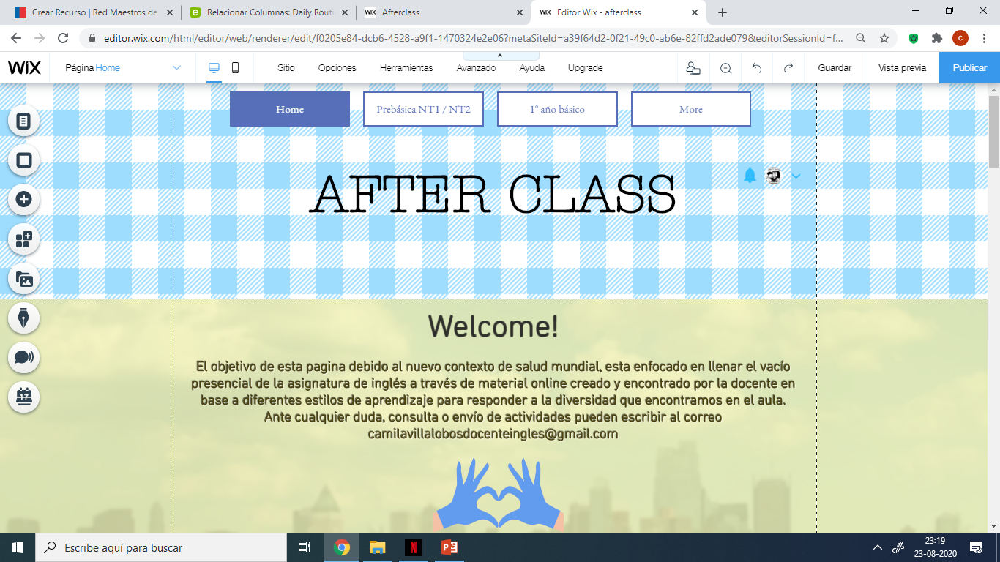 Crear Recurso | Red Maestros de
Relacionar Columnas: Daily Routi
WIX Afterclass
WIX Editor Wix - afterclass
editor.wix.com/html/editor/web/renderer/edit/f0205e84-dcb6-4528-a9f1-1470324e2e06?metaSiteId=a39f64d2-0f21-49c0-ab6e-82ffd2ade079&editorSessionId=f...
c
WIX
Página Home
Sitio
Opciones
Herramientas
Avanzado
Ayuda
Upgrade
Guardar
Vista previa
Publicar
Home
Prebásica NT1 / NT2
1° año básico
More
AFTER CLASS
17
Welcome!
El objetivo de esta pagina debido al nuevo contexto de salud mundial, esta enfocado en llenar el vacío
presencial de la asignatura de inglés a través de material online creado y encontrado por la docente en
base a diferentes estilos de aprendizaje para responder a la diversidad que encontramos en el aula.
Ante cualquier duda, consulta o envío de actividades pueden escribir al correo
camilavillalobosdocenteingles@gmail.com
Escribe aquí para buscar
23:19
23-08-2020